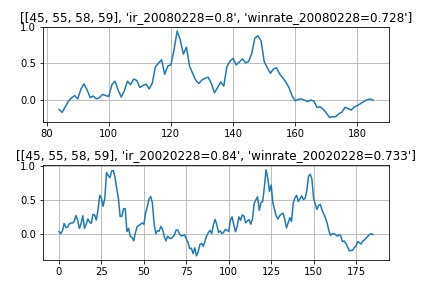 [[45, 55, 58, 59], 'ir_20080228=0.8', 'winrate_20080228=0.728']
1.0
0.5
0.0
80 100 120 140 160 180
[[45, 55, 58, 59], 'ir_20020228=0.84', 'winrate_20020228=0.733']
1.0
0.5
0.0
0 25 50 75 100 125 150 175